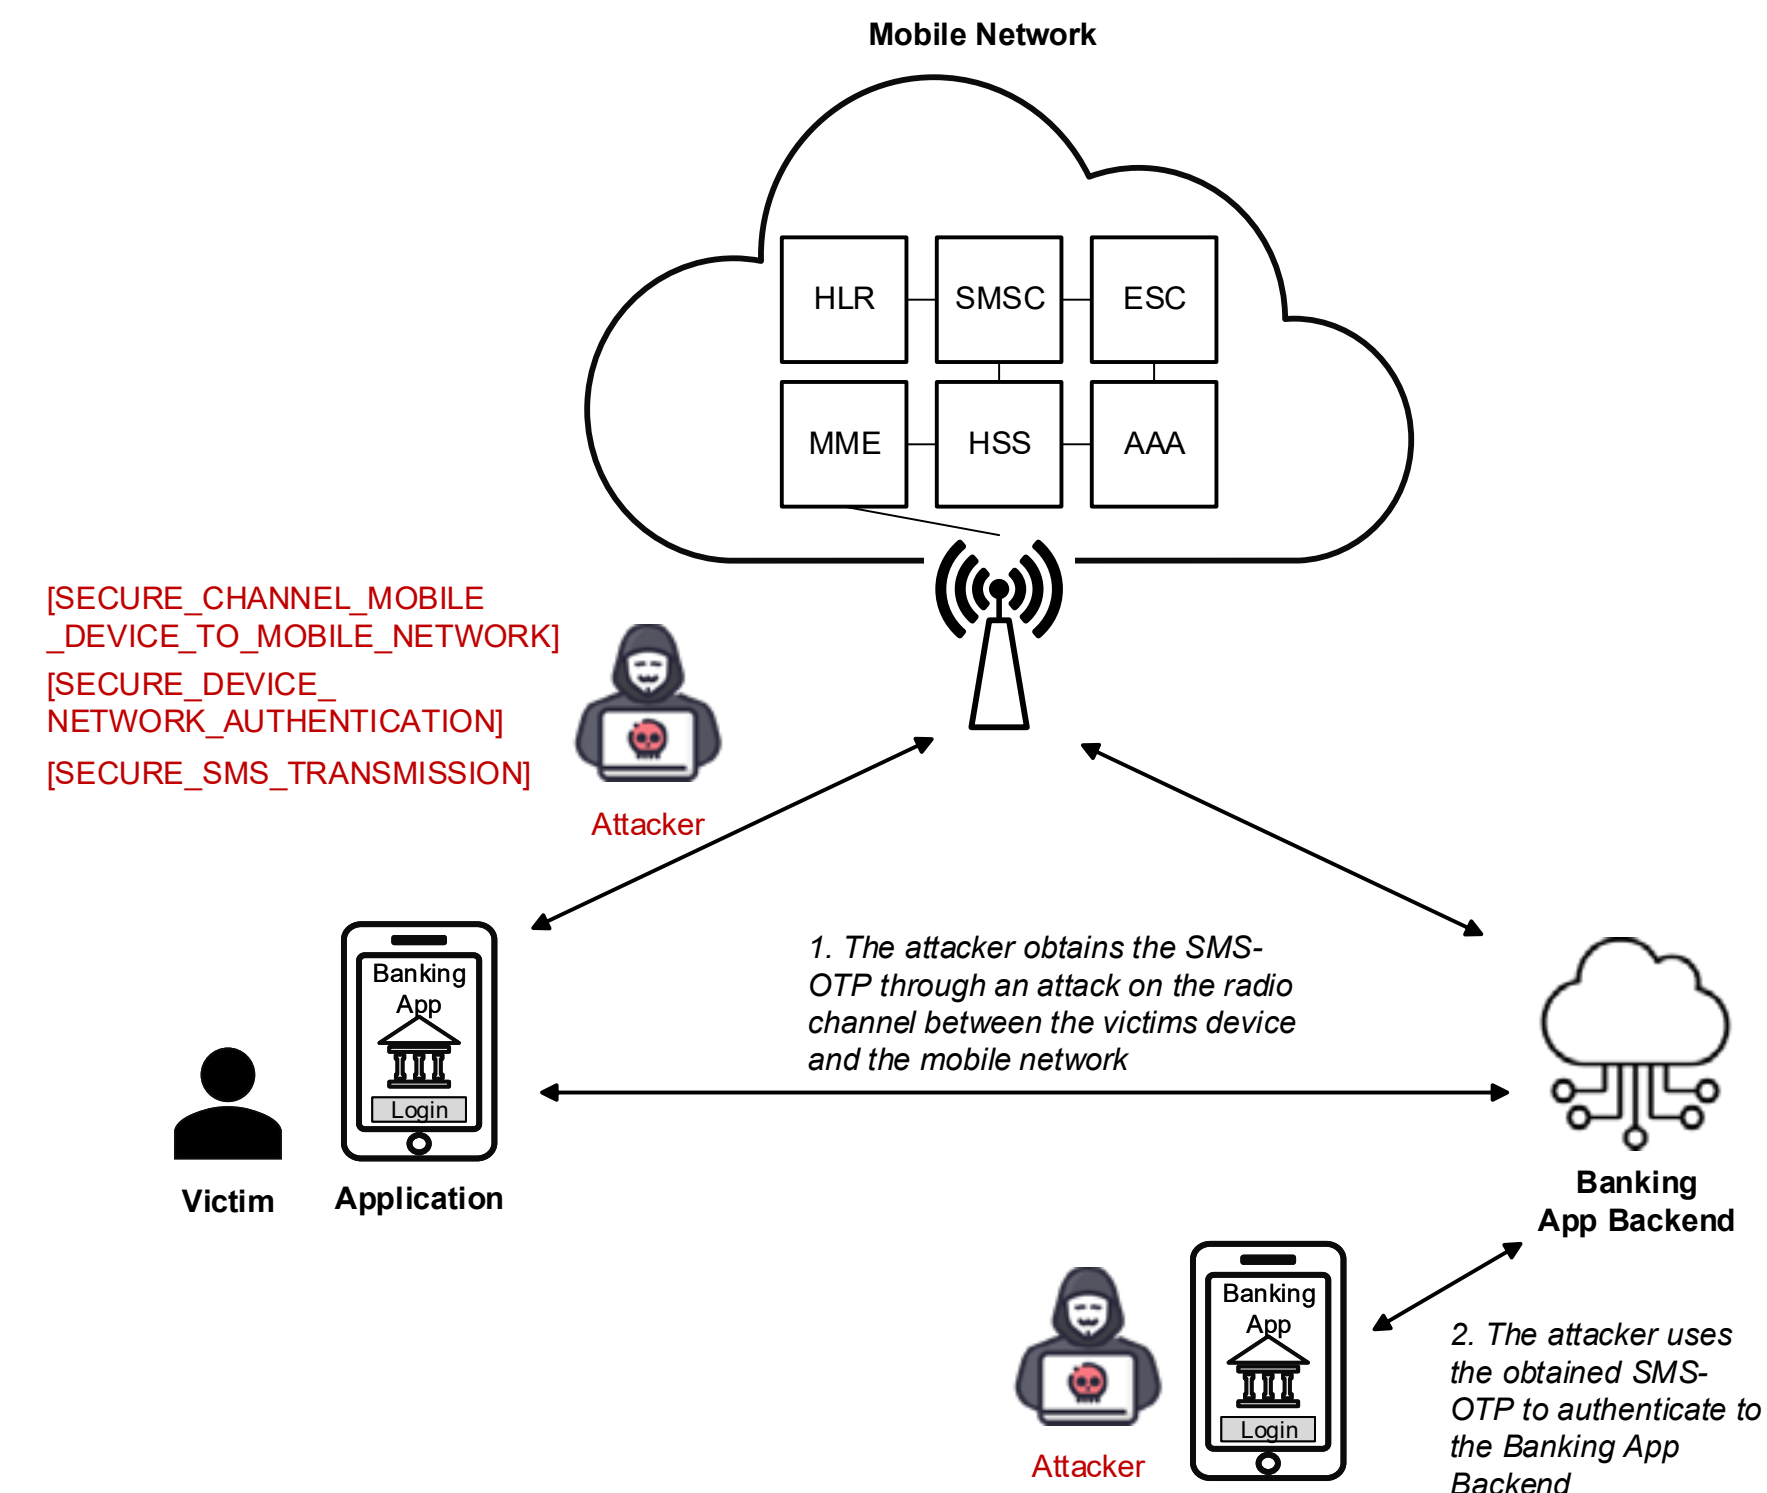 Mobile Network
HLR
SMSC
ESC
MME
HSS
AAA
[SECURE_CHANNEL_MOBILE
_DEVICE_TO_MOBILE_NETWORK]
[SECURE_DEVICE_
NETWORK_AUTHENTICATION]
[SECURE_SMS_TRANSMISSION]
Attacker
Banking
App
Login
Victim
Application
1. The attacker obtains the SMS-
OTP through an attack on the radio
channel between the victims device
and the mobile network
Banking
App Backend
Attacker
Banking
App
Login
2. The attacker uses
the obtained SMS-
OTP to authenticate to
the Banking App
Backend